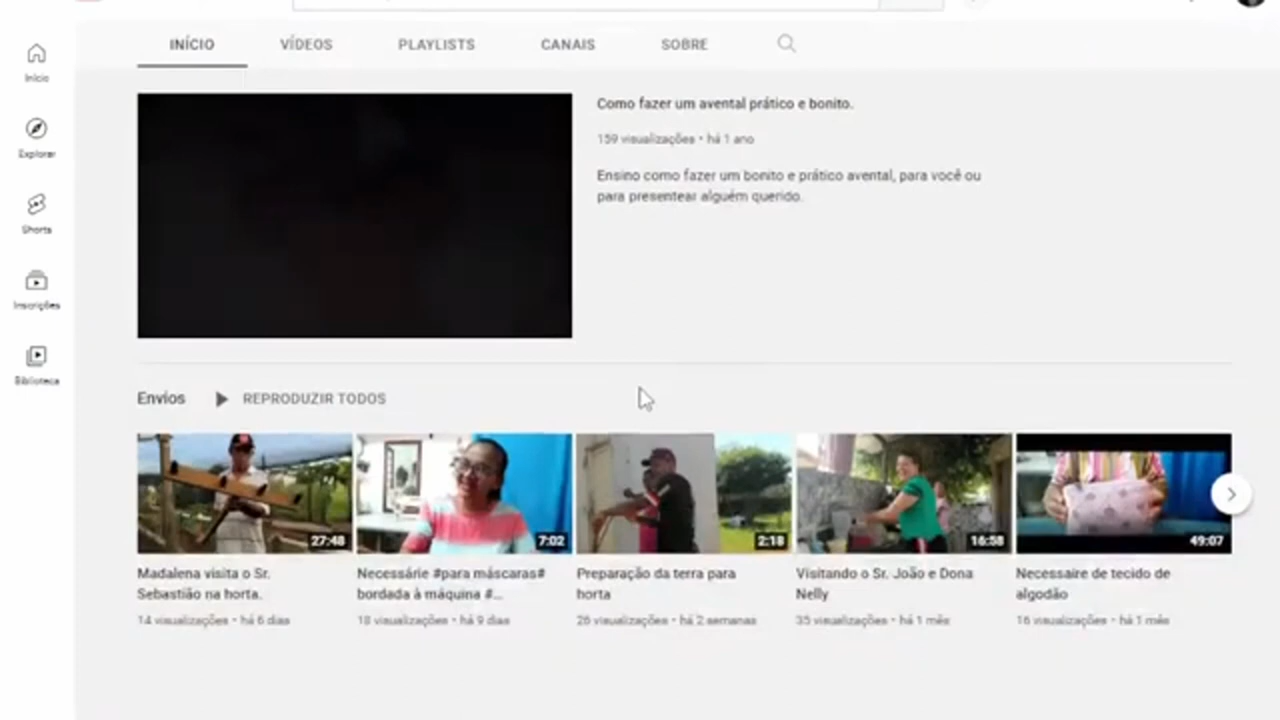 INÍCIO
VÍDEOS
PLAYLISTS
CANAIS
SOBRE
Início
Explorar
Shorts
Inscrições
Biblioteca
Como fazer um avental prático e bonito.
159 visualizações • há 1 ano
Ensino como fazer um bonito e prático avental, para você ou
para presentear alguém querido.
Envios
REPRODUZIR TODOS
27:48
7:02
2:18
16:58
49:07
Madalena visita o Sr.
Sebastião na horta.
14 visualizações • há 6 dias
Necessárie #para máscaras#
bordada à máquina #...
18 visualizações • há 9 dias
Preparação da terra para
horta
26 visualizações • há 2 semanas
Visitando o Sr. João e Dona
Nelly
35 visualizações • há 1 mês
Necessaire de tecido de
algodão
16 visualizações • há 1 mês